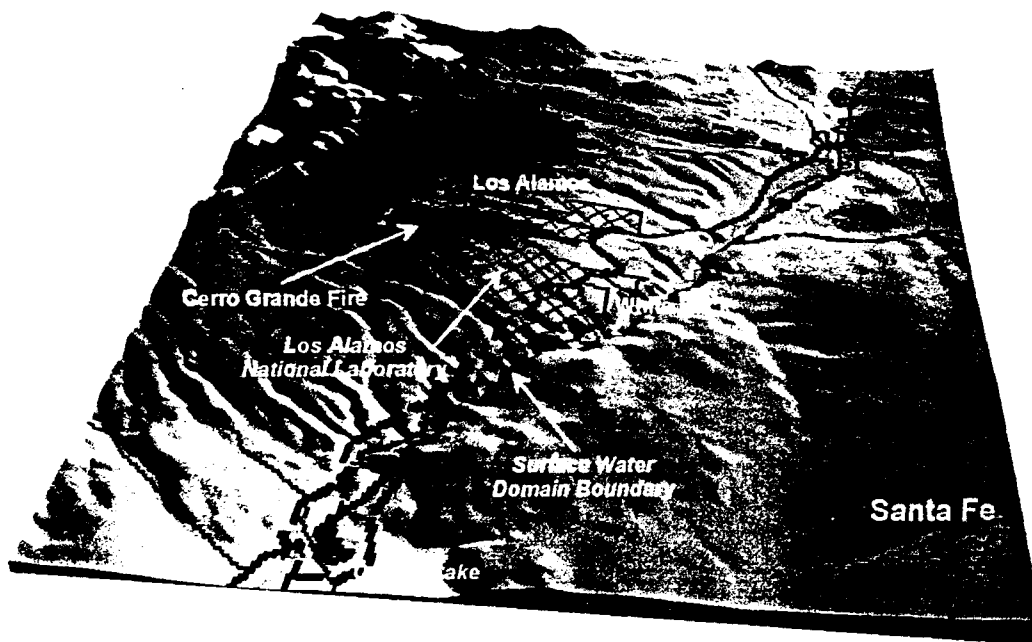 Los Alamos
Cerro Grande Fire
Los Alamos
National Laboratory
Surface Water
Domain Boundary
Santa Fe